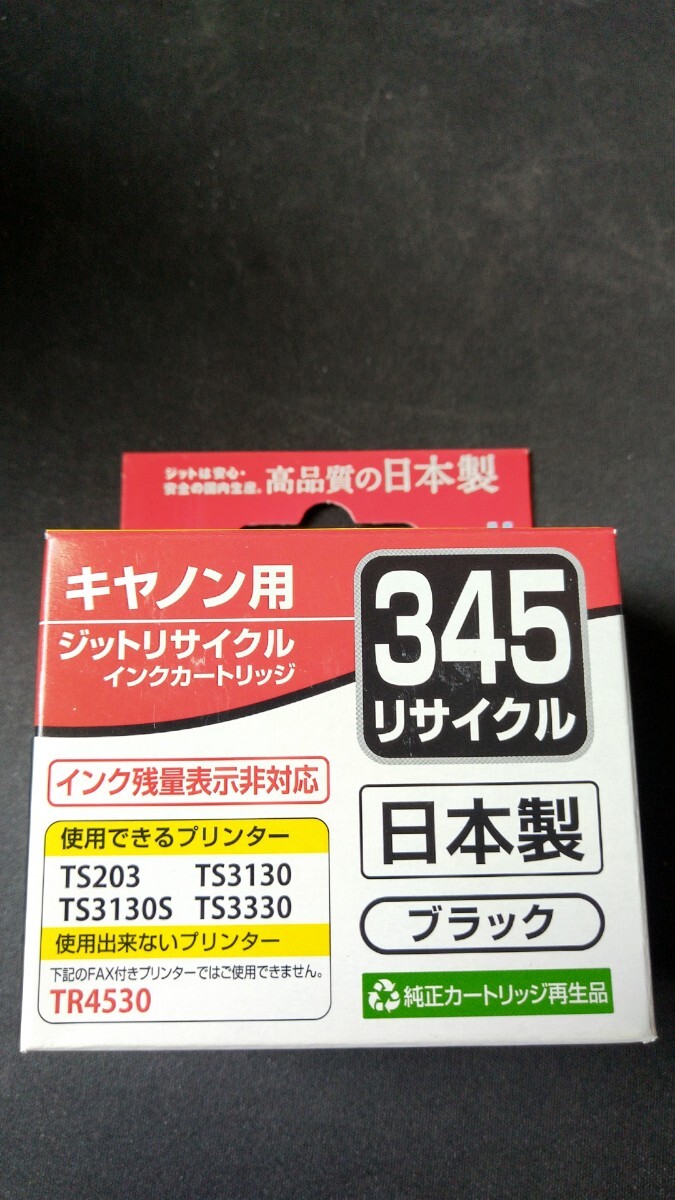 ジットは安心・
安全の国内生産。高品質の日本製
キヤノン用
ジットリサイクル
インクカートリッジ
345
リサイクル
インク残量表示非対応
使用できるプリンター
TS203 TS3130
TS3130S TS3330
使用出来ないプリンター
下記のFAX付きプリンターではご使用できません。
TR4530
日本製
ブラック
純正カートリッジ再生品